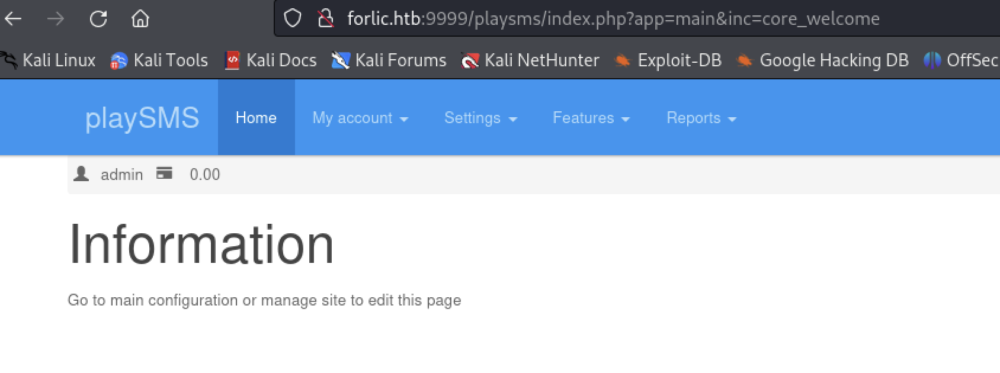 forlic.htb:9999/playsms/index.php?app=main&inc=core_welcome
Kali Linux Kali Tools Kali Docs Kali Forums Kali NetHunter Exploit-DB Google Hacking DB OffSec
playSMS Home My account Settings Features Reports
admin 0.00
Information
Go to main configuration or manage site to edit this page